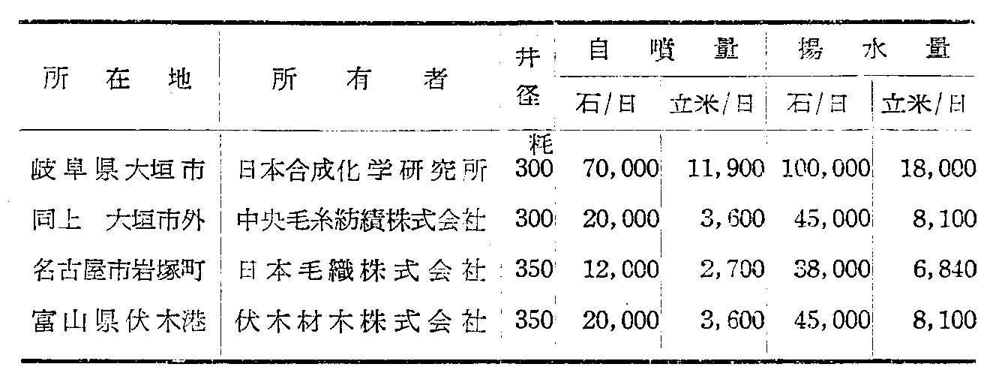 所在地 所有者 井径 自噴量 揚水量
石/日 立米/日 石/日 立米/日
粍
岐阜県大垣市 日本合成化学研究所 300 70,000 11,900 100,000 18,000
同上 大垣市外 中央毛糸紡績株式会社 300 20,000 3,600 45,000 8,100
名古屋市岩塚町 日本毛織株式会社 350 12,000 2,700 38,000 6,840
富山県伏木港 伏木材木株式会社 350 20,000 3,600 45,000 8,100